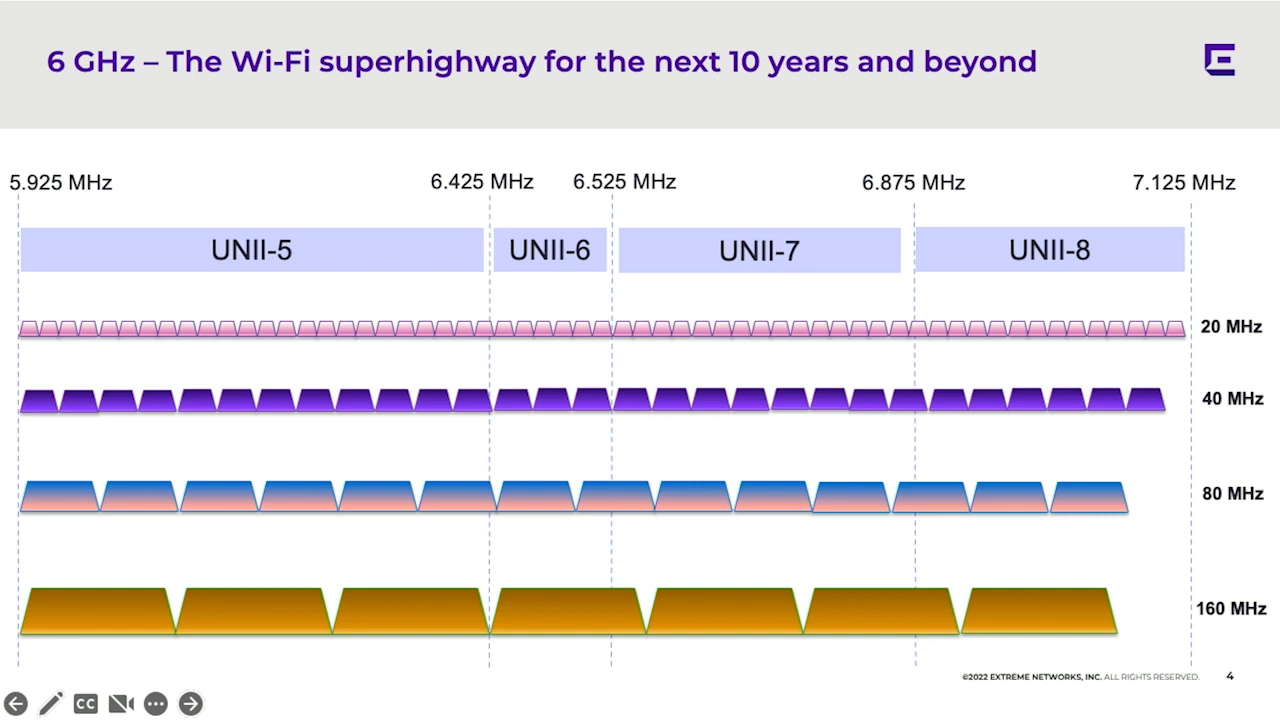 6 GHz – The Wi-Fi superhighway for the next 10 years and beyond
5.925 MHz 6.425 MHz 6.525 MHz 6.875 MHz 7.125 MHz
UNII-5 UNII-6 UNII-7 UNII-8
20 MHz
40 MHz
80 MHz
160 MHz
©2022 EXTREME NETWORKS, INC. ALL RIGHTS RESERVED. 4
CC